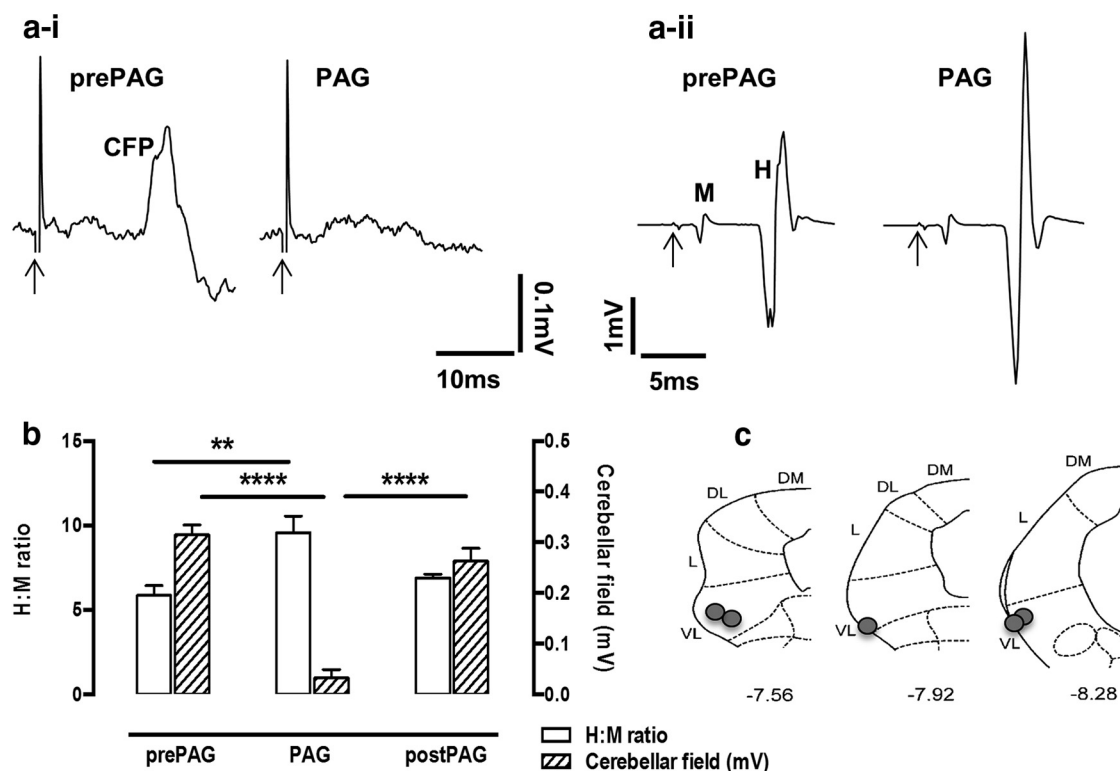 a-i
prePAG
PAG
CFP
0.1mV
10ms
a-ii
prePAG
PAG
M
H
1mV
5ms
b
15
10
5
0
H:M ratio
**
****
****
0.5
0.4
0.3
0.2
0.1
0.0
Cerebellar field (mV)
prePAG
PAG
postPAG
H:M ratio
Cerebellar field (mV)
c
DM
DL
L
VL
-7.56
DM
DL
L
VL
-7.92
DM
L
VL
-8.28